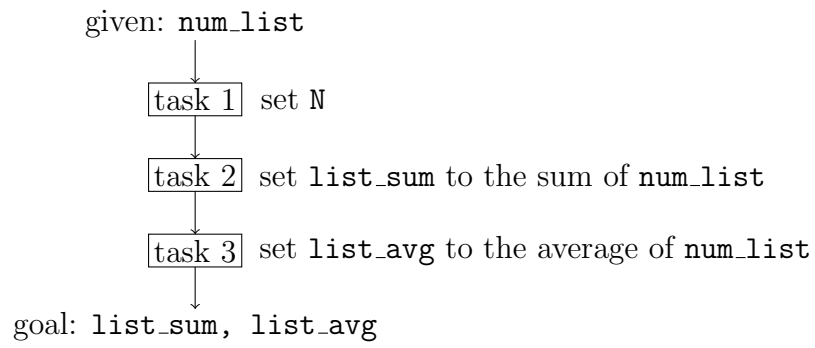 given: num_list
task 1 set N
task 2 set list_sum to the sum of num_list
task 3 set list_avg to the average of num_list
goal: list_sum, list_avg